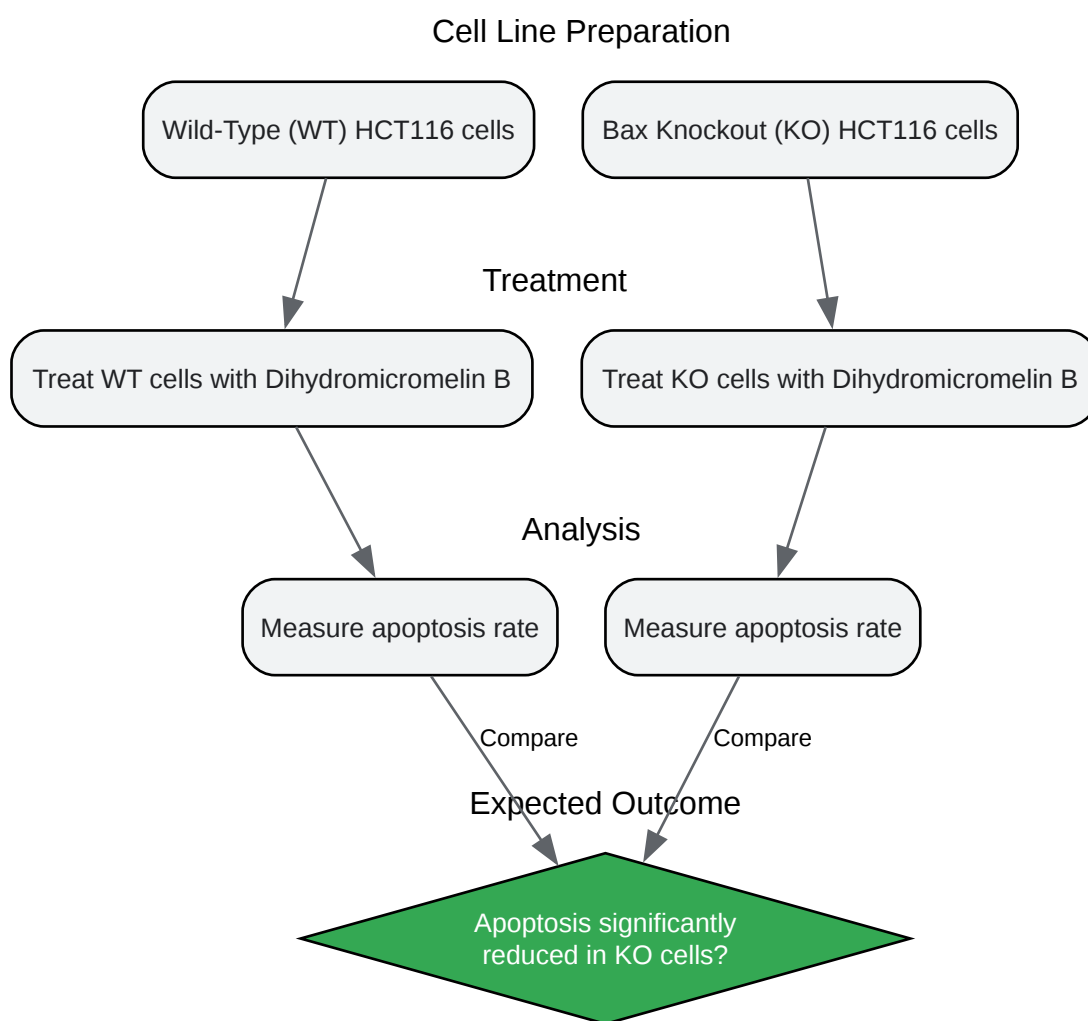 Cell Line Preparation
Wild-Type (WT) HCT116 cells
Bax Knockout (KO) HCT116 cells
Treatment
Treat WT cells with Dihydromicromelin B
Treat KO cells with Dihydromicromelin B
Analysis
Measure apoptosis rate
Measure apoptosis rate
Compare
Compare
Expected Outcome
Apoptosis significantly
reduced in KO cells?